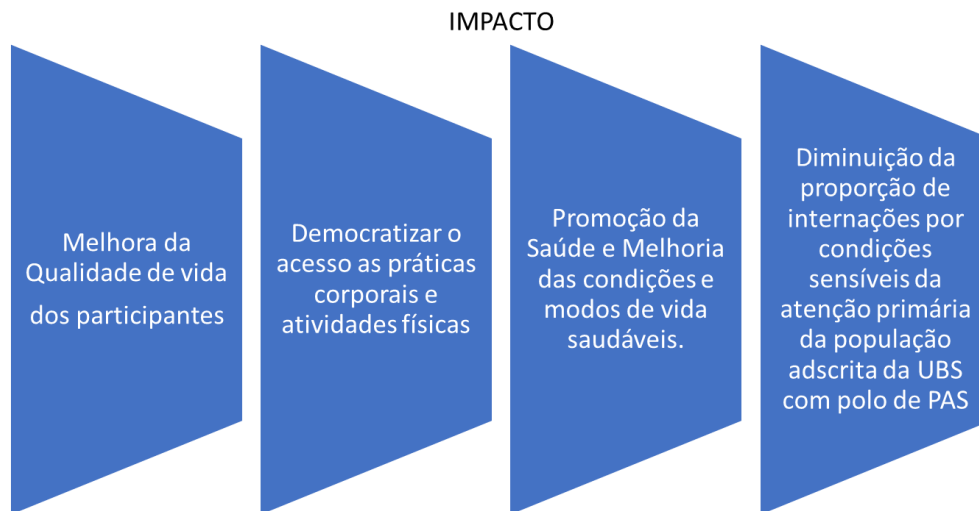 IMPACTO
Melhora da
Qualidade de vida
dos participantes
Democratizar o
acesso as práticas
corporais e
atividades físicas
Promoção da
Saúde e Melhoria
das condições e
modos de vida
saudáveis.
Diminuição da
proporção de
internações por
condições
sensíveis da
atenção primária
da população
adscrita da UBS
com polo de PAS